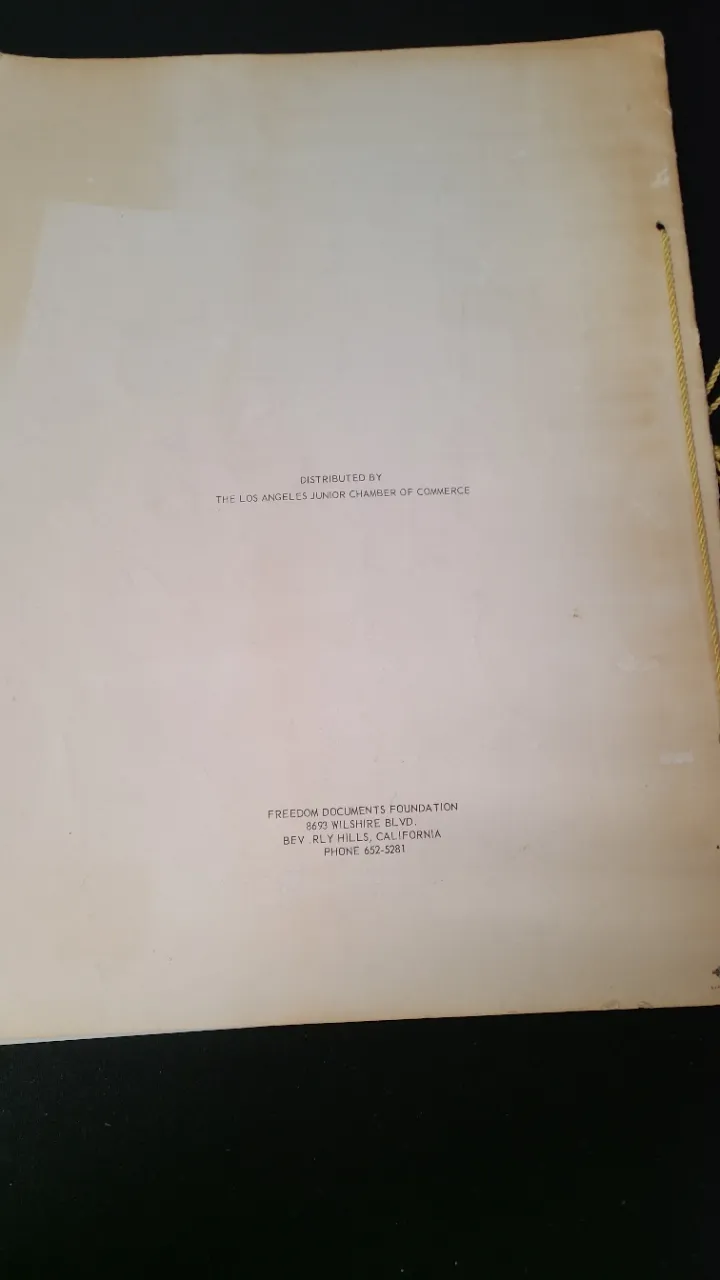 DISTRIBUTED BY
THE LOS ANGELES JUNIOR CHAMBER OF COMMERCE
FREEDOM DOCUMENTS FOUNDATION
8693 WILSHIRE BLVD.
BEV RLY HILLS, CALIFORNIA
PHONE 652-5281